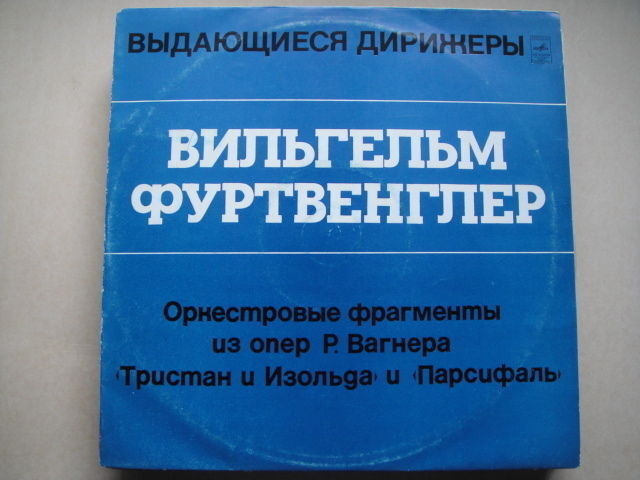 ВЫДАЮЩИЕСЯ ДИРИЖЕРЫ
ВИЛЬГЕЛЬМ
ФУРТВЕНГЛЕР
Оркестровые фрагменты
из опер Р. Вагнера
‹Тристан и Изольда› и ‹Парсифаль›